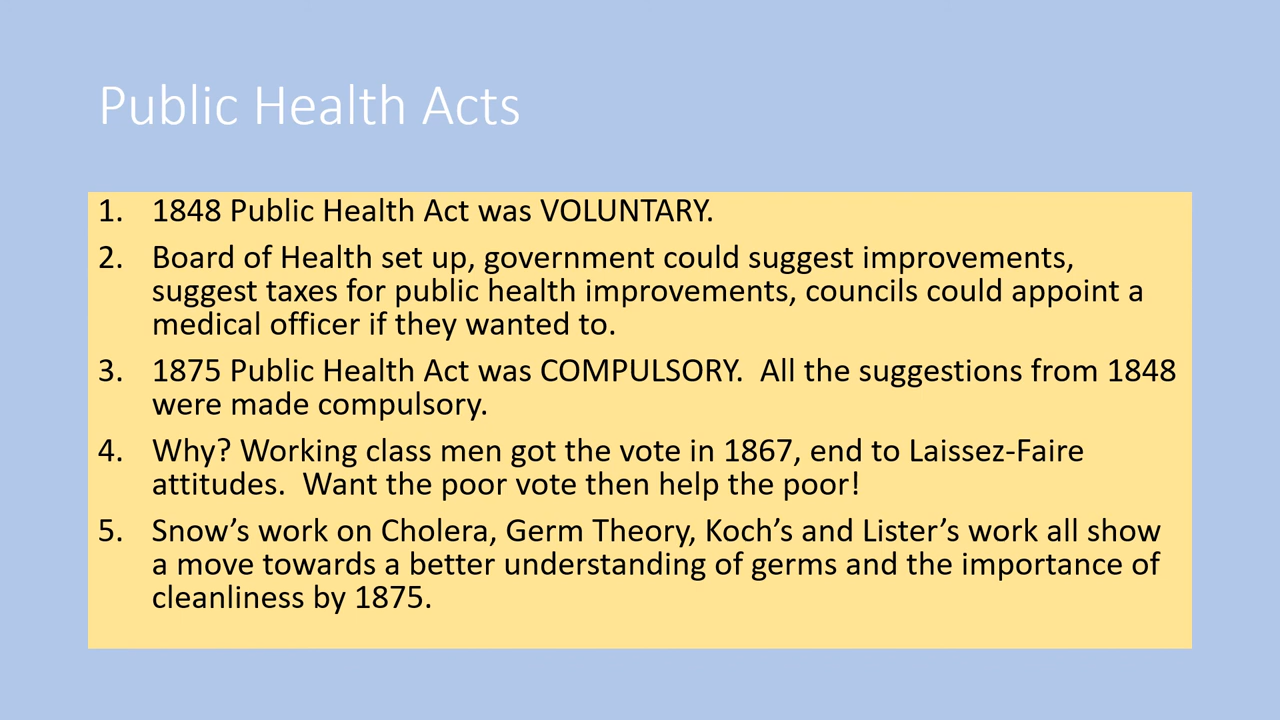 Public Health Acts
1. 1848 Public Health Act was VOLUNTARY.
2. Board of Health set up, government could suggest improvements,
suggest taxes for public health improvements, councils could appoint a
medical officer if they wanted to.
3. 1875 Public Health Act was COMPULSORY.  All the suggestions from 1848
were made compulsory.
4. Why? Working class men got the vote in 1867, end to Laissez-Faire
attitudes.  Want the poor vote then help the poor!
5. Snow’s work on Cholera, Germ Theory, Koch’s and Lister’s work all show
a move towards a better understanding of germs and the importance of
cleanliness by 1875.